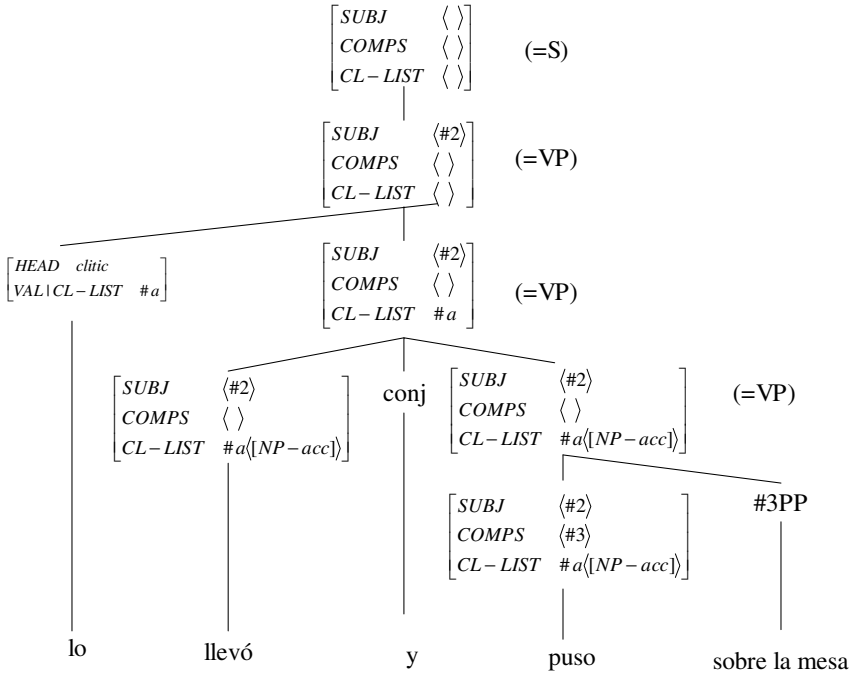 SUBJ ⟨ ⟩
COMPS ⟨ ⟩ (=S)
CL–LIST ⟨ ⟩
SUBJ ⟨#2⟩
COMPS ⟨ ⟩ (=VP)
CL–LIST ⟨ ⟩
HEAD clitic
VAL|CL–LIST #a
SUBJ ⟨#2⟩
COMPS ⟨ ⟩ (=VP)
CL–LIST #a
SUBJ ⟨#2⟩
COMPS ⟨ ⟩
CL–LIST #a⟨[NP–acc]⟩
conj
SUBJ ⟨#2⟩ (=VP)
COMPS ⟨ ⟩
CL–LIST #a⟨[NP–acc]⟩
SUBJ ⟨#2⟩
COMPS ⟨#3⟩
CL–LIST #a⟨[NP–acc]⟩
#3PP
lo llevó y puso sobre la mesa